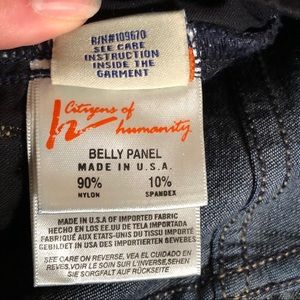 R/N#109670
SEE CARE
INSTRUCTION
INSIDE THE
GARMENT
Citizens of
humanity
BELLY PANEL
MADE IN U.S.A.
90% 10%
NYLON SPANDEX
MADE IN U.S.A OF IMPORTED FABRIC
HECHO EN LOS EE.UU DE TELA IMPORTADA
FABRIQUÉ AUX ETATS-UNIS DU TISSU IMPORTÉ
GEBILDET IN USA DES IMPORTIERTEN GEWEBES
SEE CARE ON REVERSE, VEA EL CUIDADO EN
REVÉS, VOIR LE SOIN SUR L'INVERSE, SEHEN
SIE SORGFALT AUF RÜCKSEITE